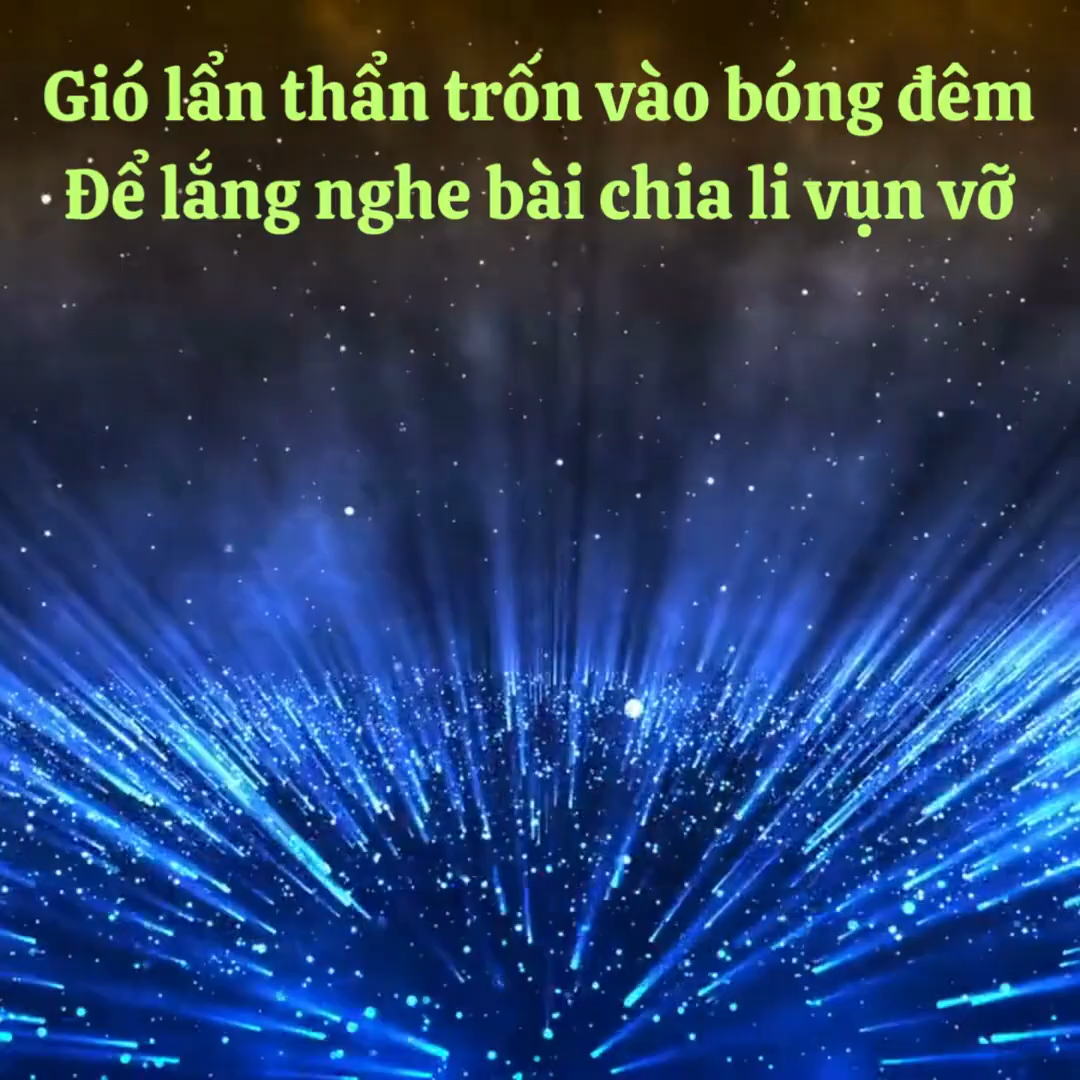 Gió lẩn thẩn trốn vào bóng đêm
Để lắng nghe bài chia li vụn vỡ